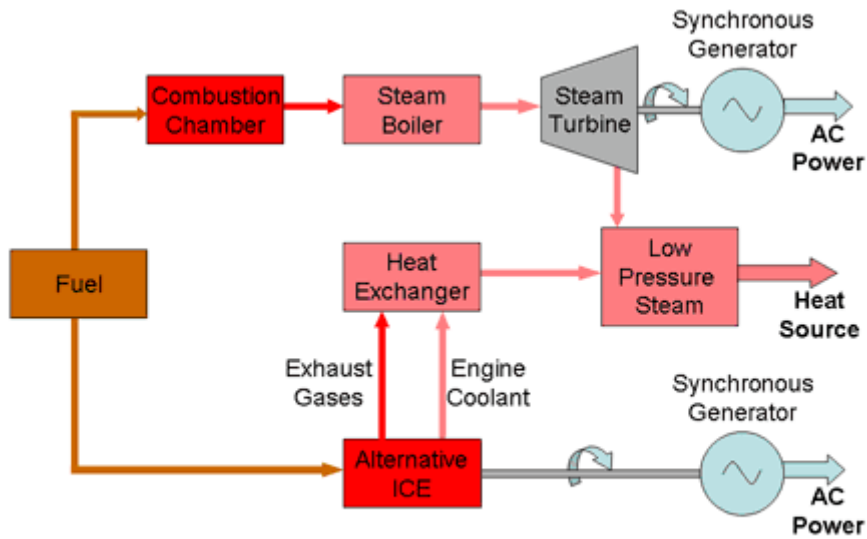 Synchronous
Generator
Combustion
Chamber
Steam
Boiler
Steam
Turbine
AC
Power
Fuel
Heat
Exchanger
Low
Pressure
Steam
Heat
Source
Exhaust
Gases
Engine
Coolant
Synchronous
Generator
Alternative
ICE
AC
Power